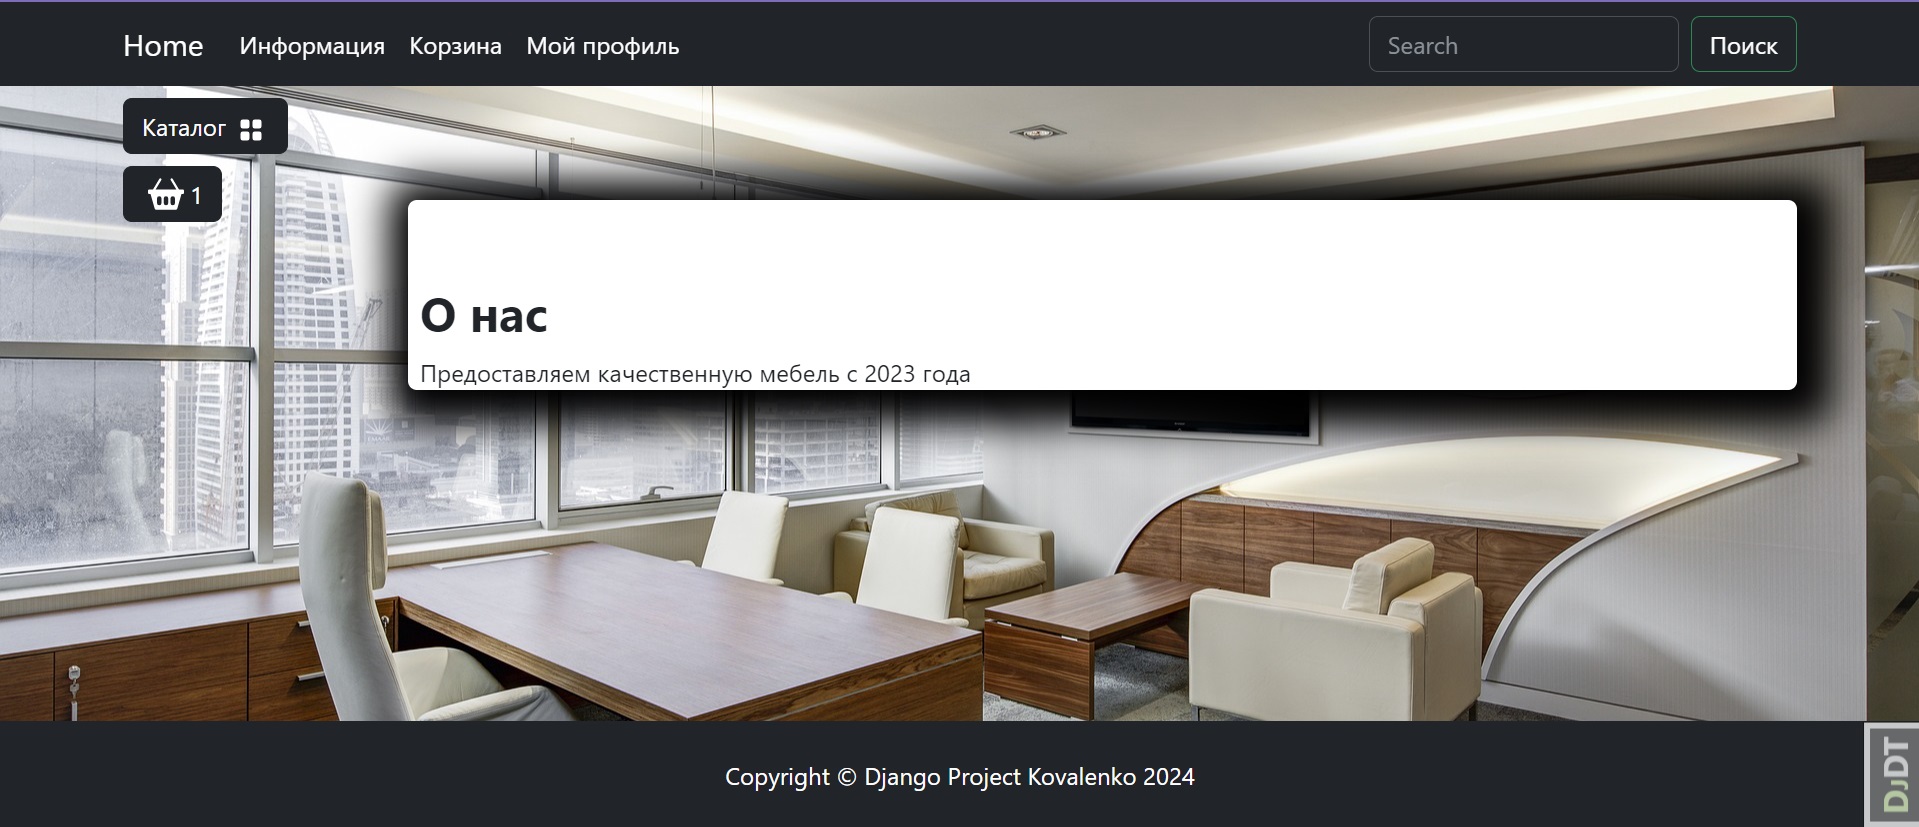 Home Информация Корзина Мой профиль Search Поиск
Каталог
1
О нас
Предоставляем качественную мебель с 2023 года
Copyright © Django Project Kovalenko 2024
DjDT